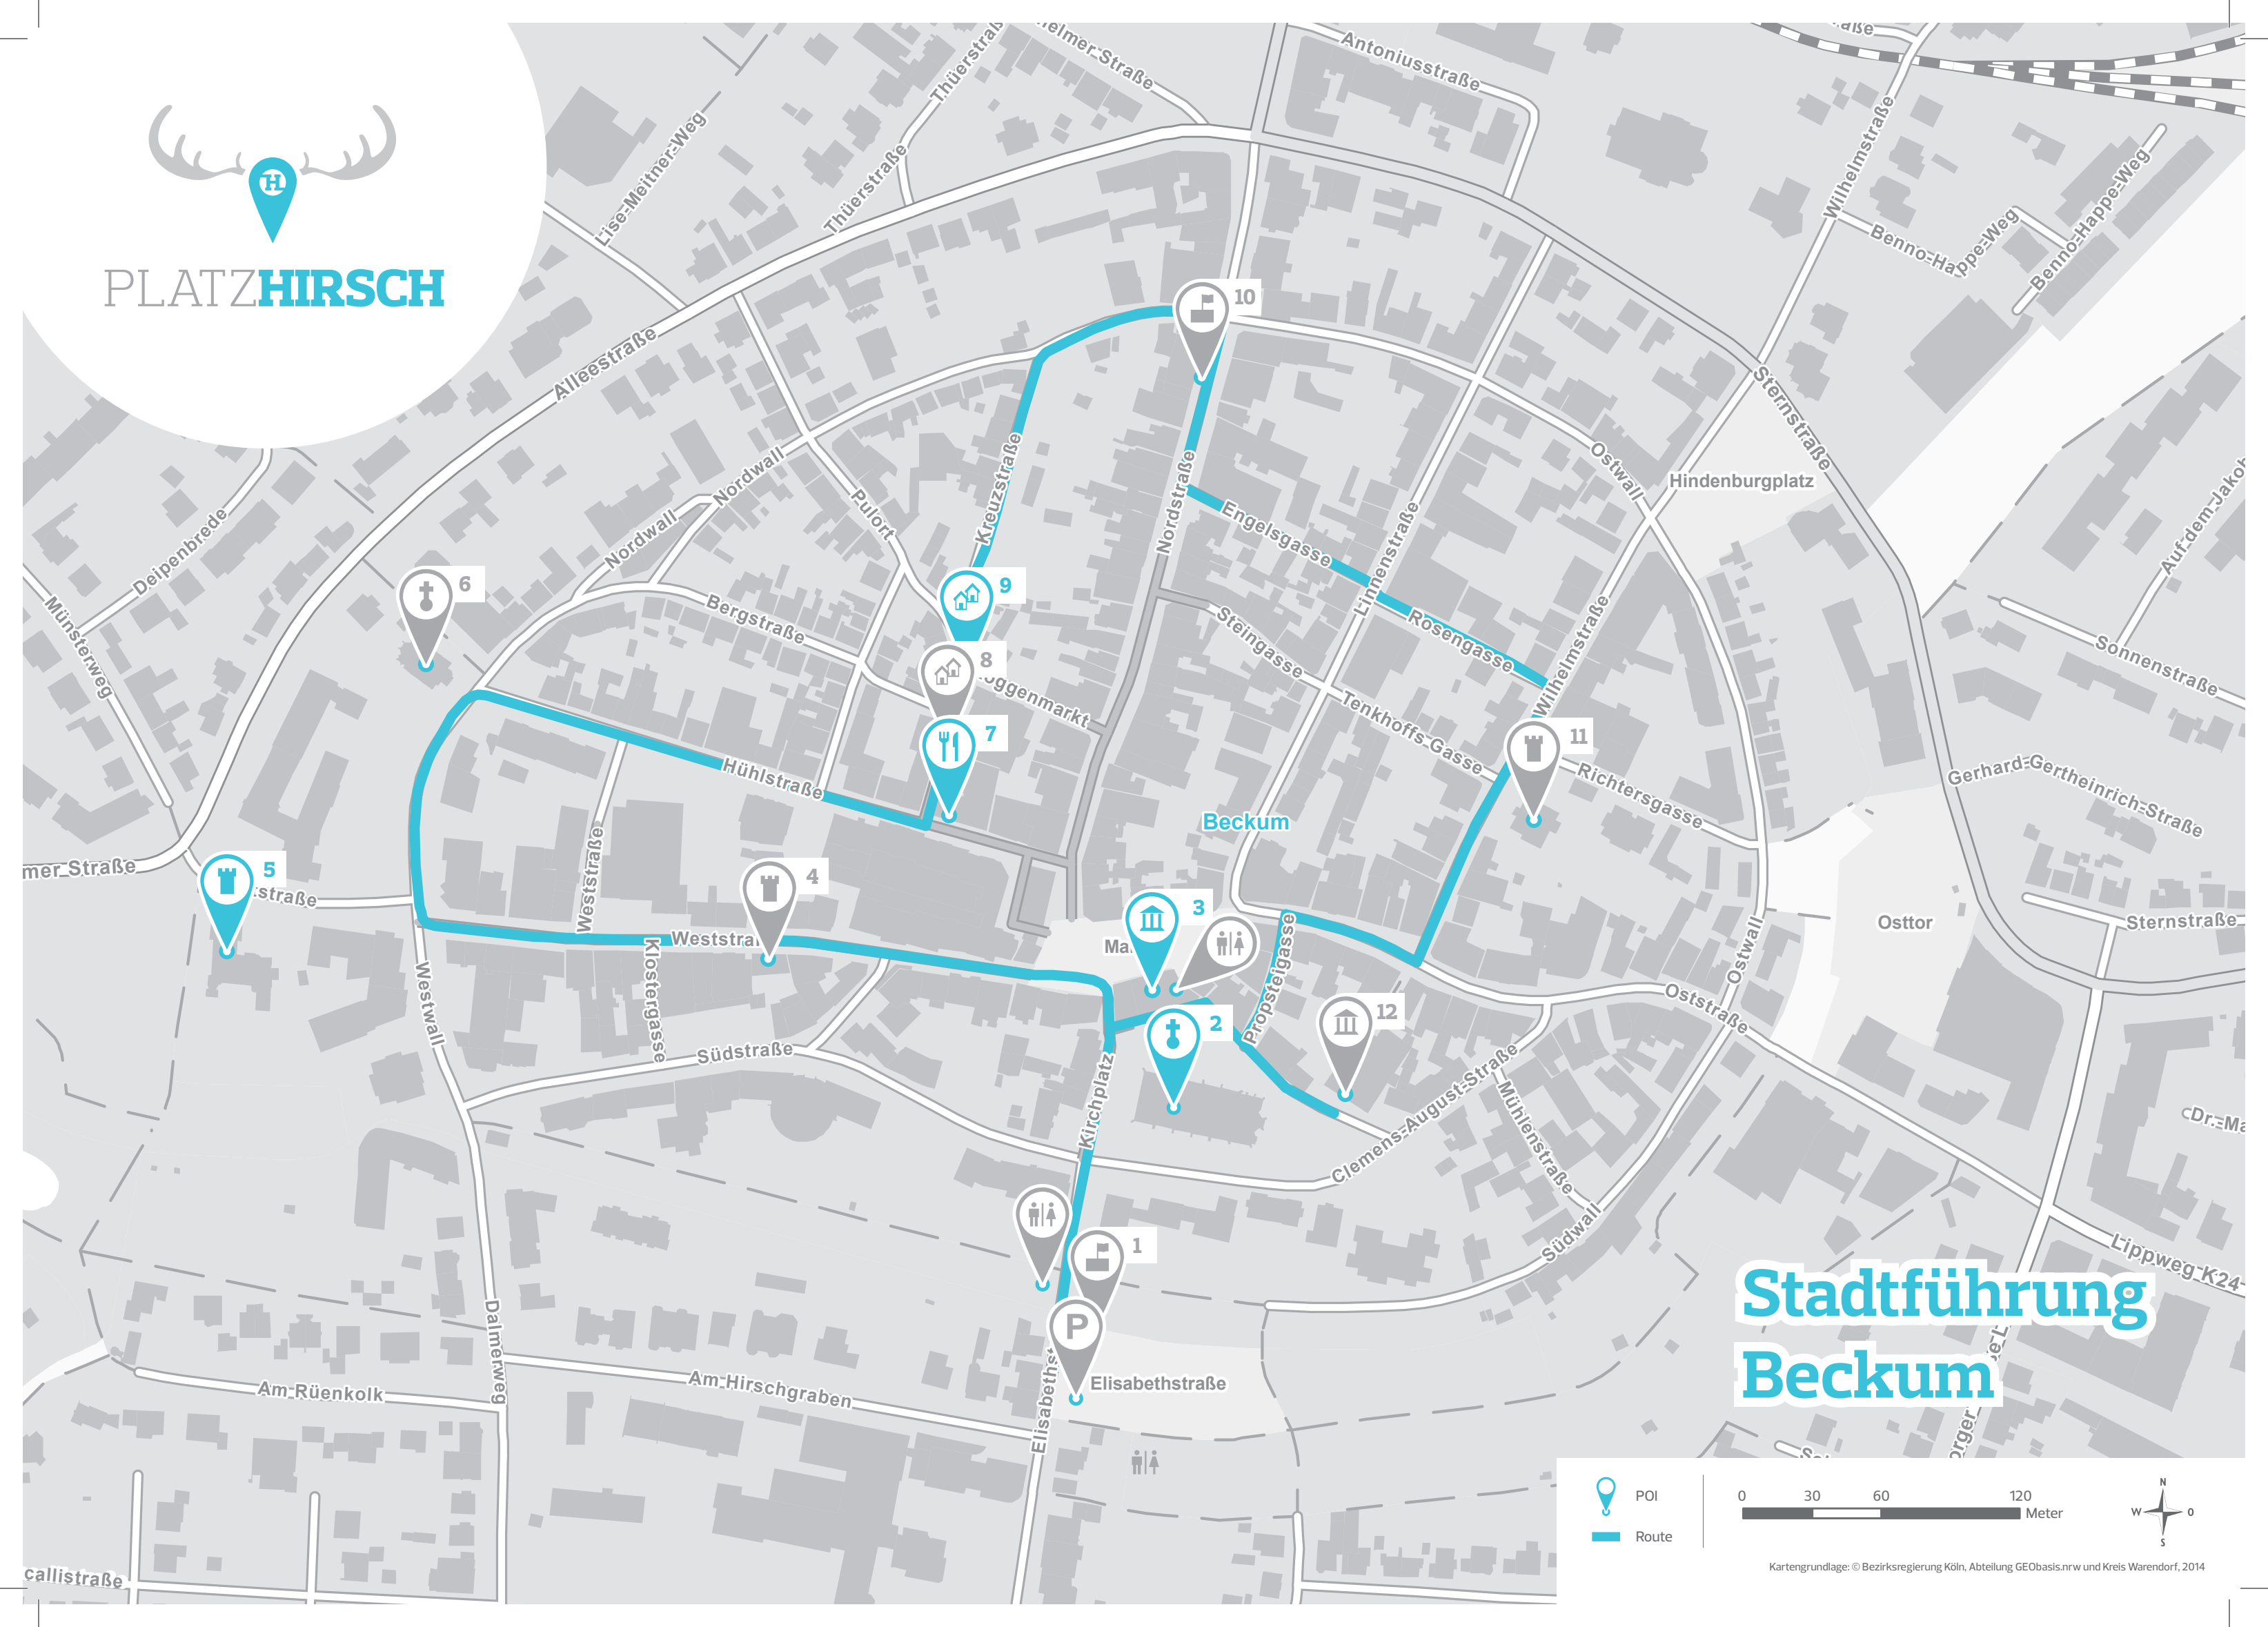 PLATZHIRSCH
H
Thüerstraße
Antoniusstraße
Lise-Meitner-Weg
Thüerstraße
Wilhelmstraße
Benno-Happe-Weg
Benno-Happe-Weg
10
Alleestraße
Sternstraße
Nordwall
Nordwall
Pulort
Kreuzstraße
Nordstraße
Engelsgasse
Linnenstraße
Ostwall
Hindenburgplatz
Deipenbrede
Münsterweg
6
9
Bergstraße
8
Steingasse
Rosengasse
Wilhelmstraße
Sonnenstraße
7
Tenkhoffs Gasse
11
Richtersgasse
Gerhard-Gertheinrich-Straße
Hühlstraße
Beckum
mer Straße
5
4
Weststraße
3
Propsteigasse
Osttor
Sternstraße
Klostergasse
Westwall
Südstraße
2
12
Oststraße
Ostwall
Kirchplatz
Clemens-August-Straße
Mühlenstraße
Südwall
Lippweg K24
1
P
Elisabethstraße
Dalmerweg
Am Rüenkolk
Am Hirschgraben
callistraße
Stadtführung
Beckum
POI
Route
0 30 60 120
Meter
N
W O
S
Kartengrundlage: © Bezirksregierung Köln, Abteilung GEObasis.nrw und Kreis Warendorf, 2014